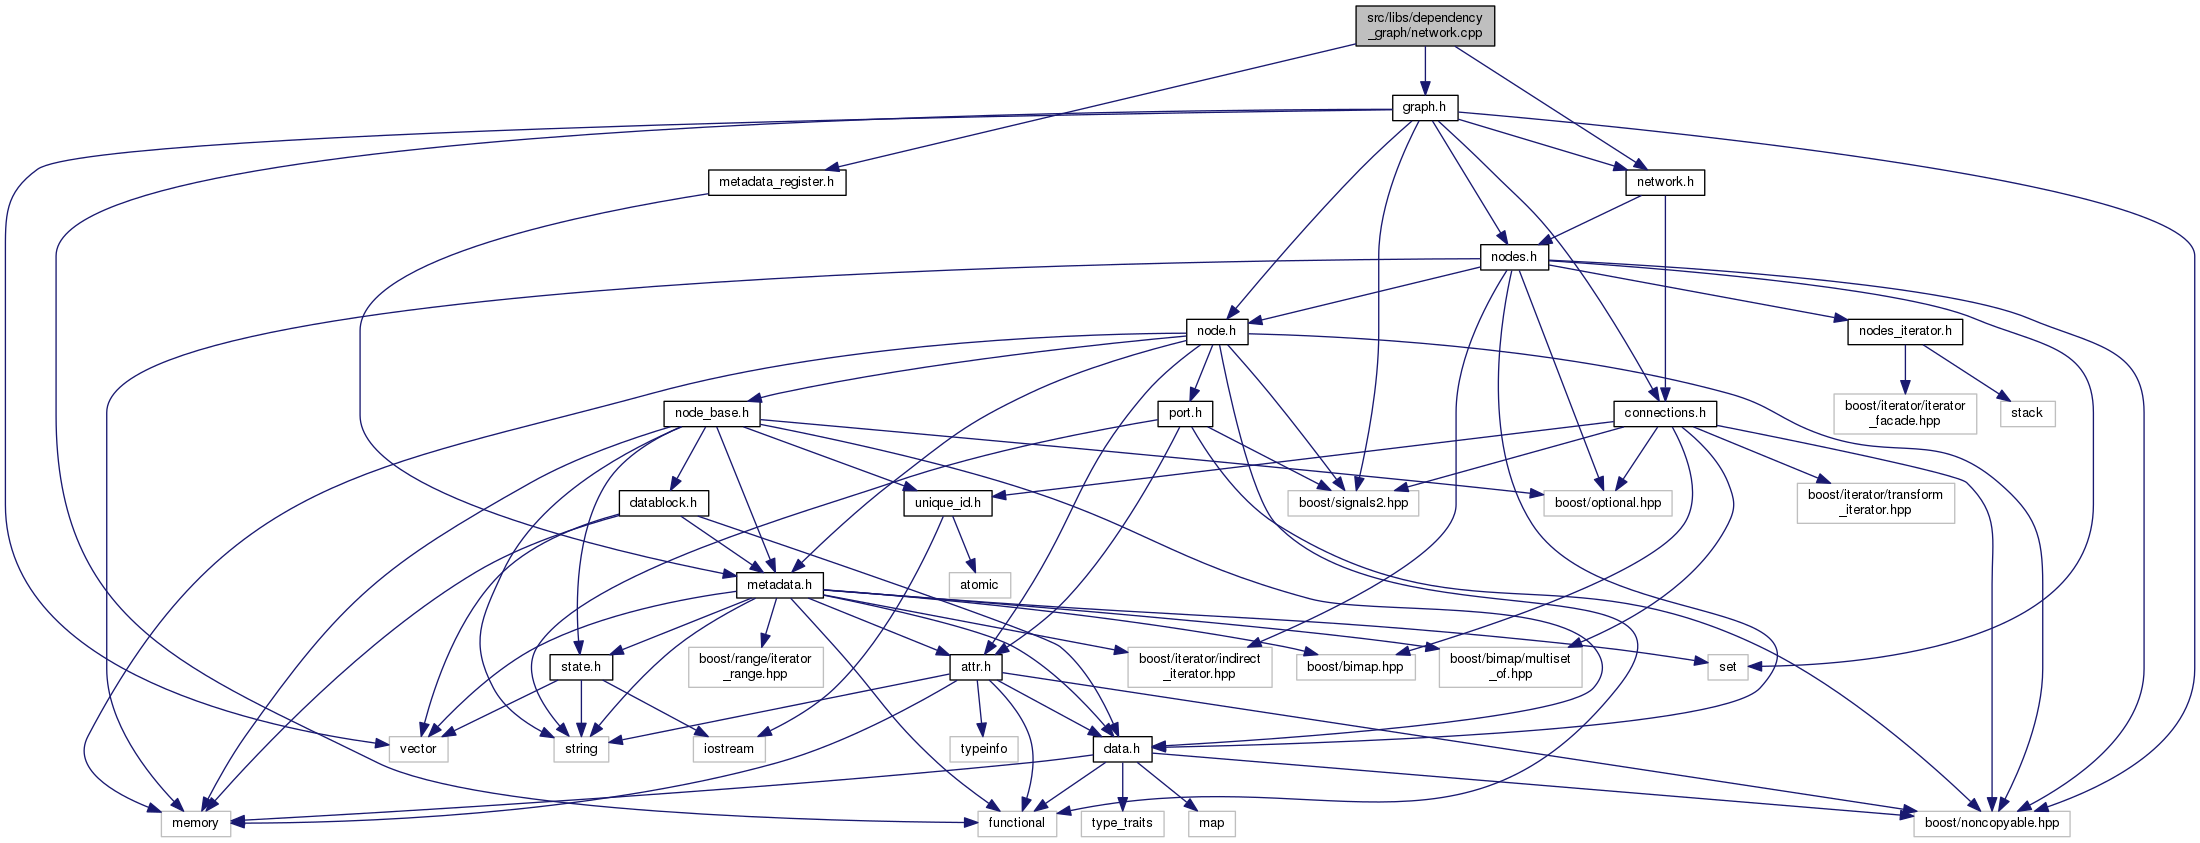 src/libs/dependency
_graph/network.cpp
graph.h
metadata_register.h
network.h
nodes.h
node.h
nodes_iterator.h
node_base.h
port.h
connections.h
boost/iterator/iterator
_facade.hpp
stack
datablock.h
unique_id.h
boost/signals2.hpp
boost/optional.hpp
boost/iterator/transform
_iterator.hpp
metadata.h
atomic
state.h
boost/range/iterator
_range.hpp
attr.h
boost/iterator/indirect
_iterator.hpp
boost/bimap.hpp
boost/bimap/multiset
_of.hpp
set
vector
string
iostream
typeinfo
data.h
memory
functional
type_traits
map
boost/noncopyable.hpp